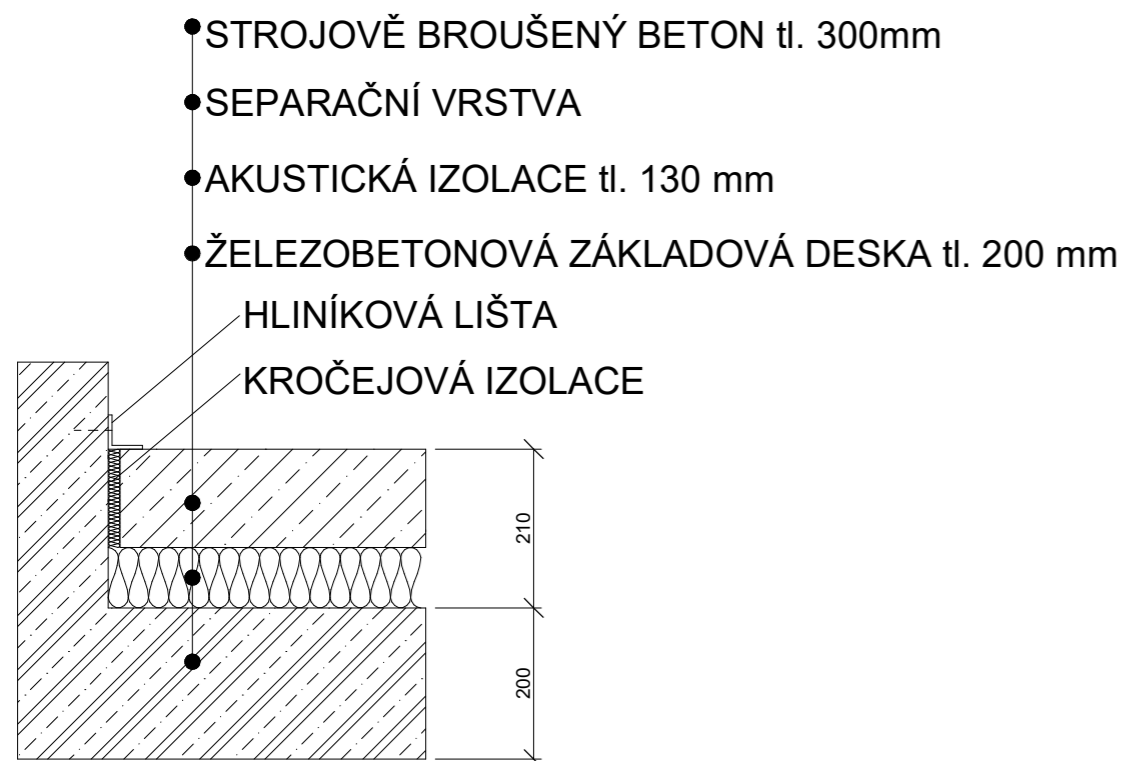 STROJOVĚ BROUŠENÝ BETON tl. 300mm
SEPARAČNÍ VRSTVA
AKUSTICKÁ IZOLACE tl. 130 mm
ŽELEZOBETONOVÁ ZÁKLADOVÁ DESKA tl. 200 mm
HLINÍKOVÁ LIŠTA
KROČEJOVÁ IZOLACE
210
200